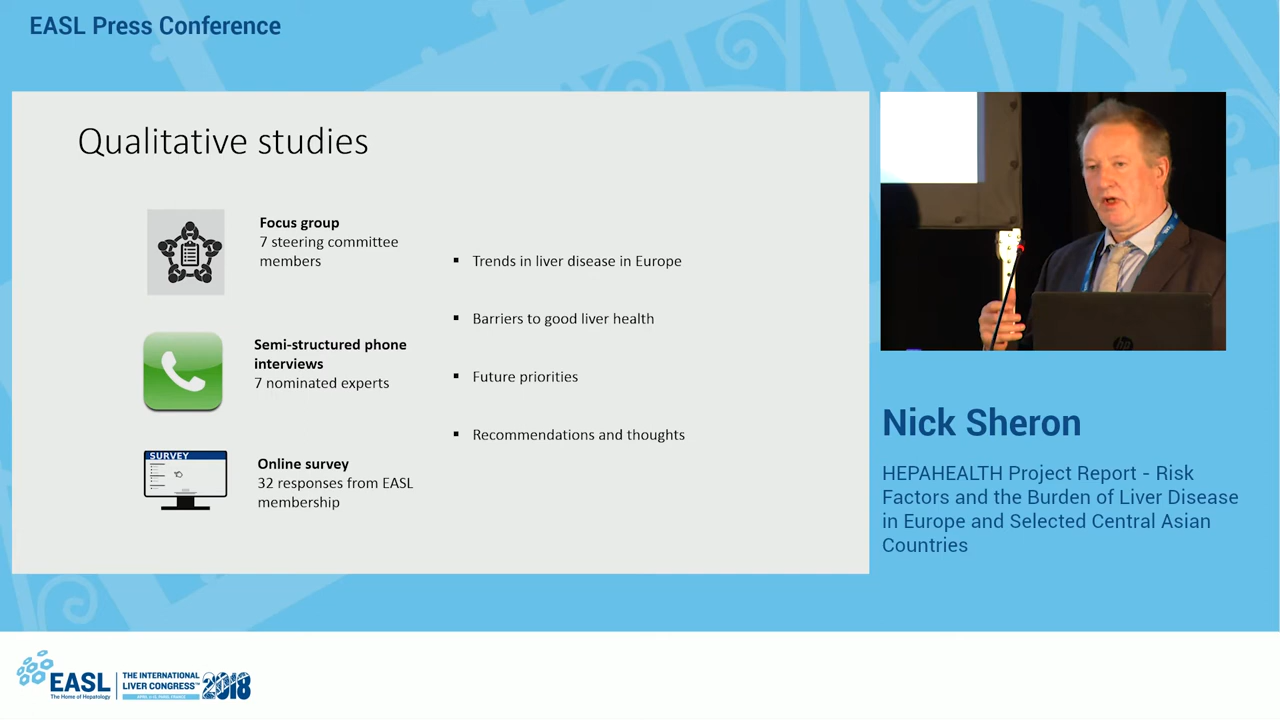 EASL Press Conference
Qualitative studies
Focus group
7 steering committee
members
Semi-structured phone
interviews
7 nominated experts
SURVEY
Online survey
32 responses from EASL
membership
Trends in liver disease in Europe
Barriers to good liver health
Future priorities
Recommendations and thoughts
hp
Nick Sheron
HEPAHEALTH Project Report - Risk
Factors and the Burden of Liver Disease
in Europe and Selected Central Asian
Countries
EASL
The Home of Hepatology
THE INTERNATIONAL
LIVER CONGRESS™
2018